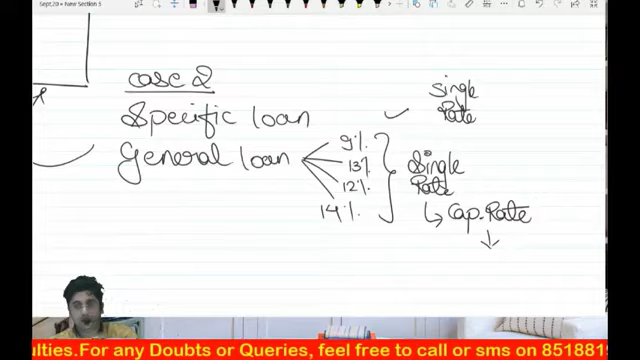 Sept.20 • New Section 5
case 2
Single
Rate
Specific loan
General loan
9%.
13%
12%.
14%.
Single
Rate
Cap. Rate
ulties.For any Doubts or Queries, feel free to call or sms on 8518819